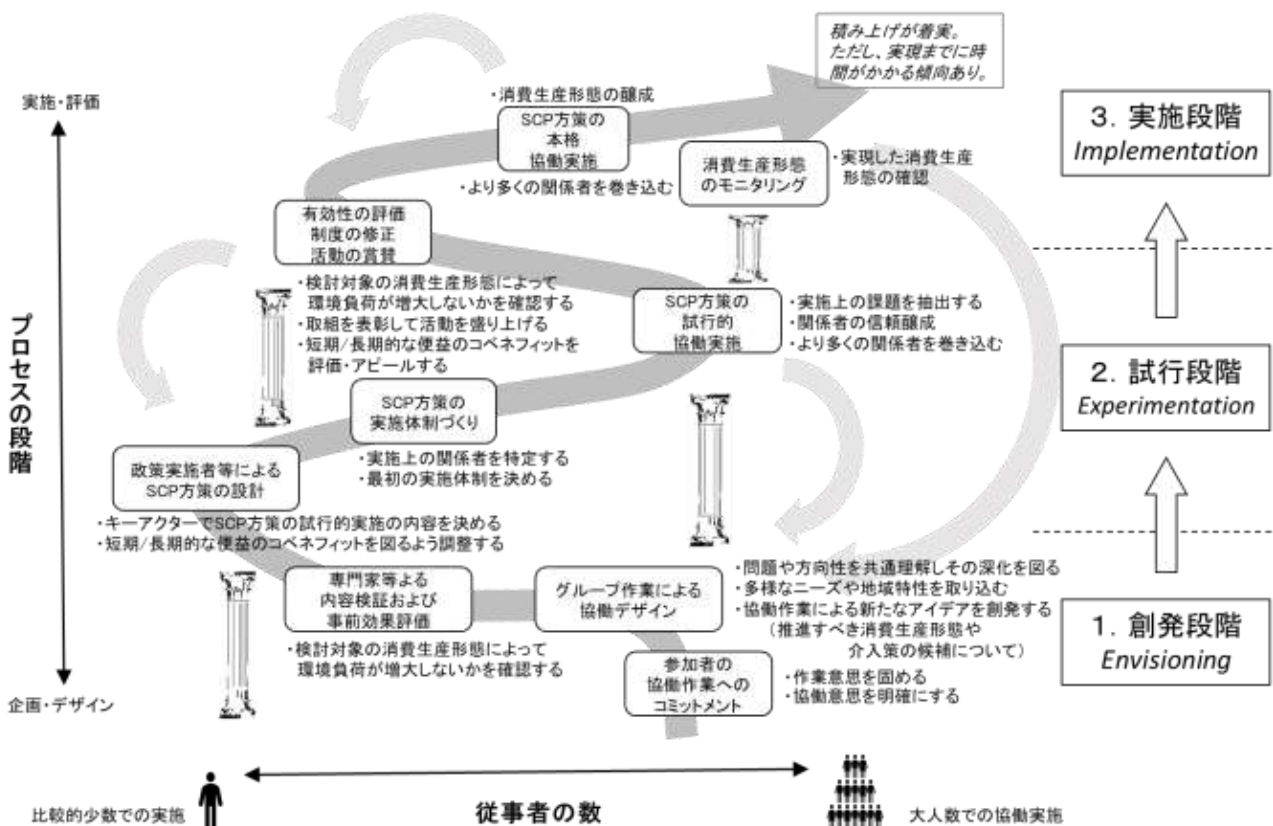 積み上げが着実。
ただし、実現までに時
間がかかる傾向あり。
実施・評価
・消費生産形態の醸成
SCP方策の
本格
協働実施
・より多くの関係者を巻き込む
消費生産形態
のモニタリング
・実現した消費生産
形態の確認
3. 実施段階
Implementation
有効性の評価
制度の修正
活動の賞賛
・検討対象の消費生産形態によって
環境負荷が増大しないかを確認する
・取組を表彰して活動を盛り上げる
・短期/長期的な便益のコベネフィットを
評価・アピールする
SCP方策の
試行的
協働実施
・実施上の課題を抽出する
・関係者の信頼醸成
・より多くの関係者を巻き込む
プロセスの段階
2. 試行段階
Experimentation
SCP方策の
実施体制づくり
・実施上の関係者を特定する
・最初の実施体制を決める
政策実施者等による
SCP方策の設計
・キーアクターでSCP方策の試行的実施の内容を決める
・短期/長期的な便益のコベネフィットを図るよう調整する
専門家等よる
内容検証および
事前効果評価
・検討対象の消費生産形態によって
環境負荷が増大しないかを確認する
グループ作業による
協働デザイン
・問題や方向性を共通理解しその深化を図る
・多様なニーズや地域特性を取り込む
・協働作業による新たなアイデアを創発する
(推進すべき消費生産形態や
介入策の候補について)
1. 創発段階
Envisioning
参加者の
協働作業への
コミットメント
・作業意思を固める
・協働意思を明確にする
企画・デザイン
比較的少数での実施
従事者の数
大人数での協働実施